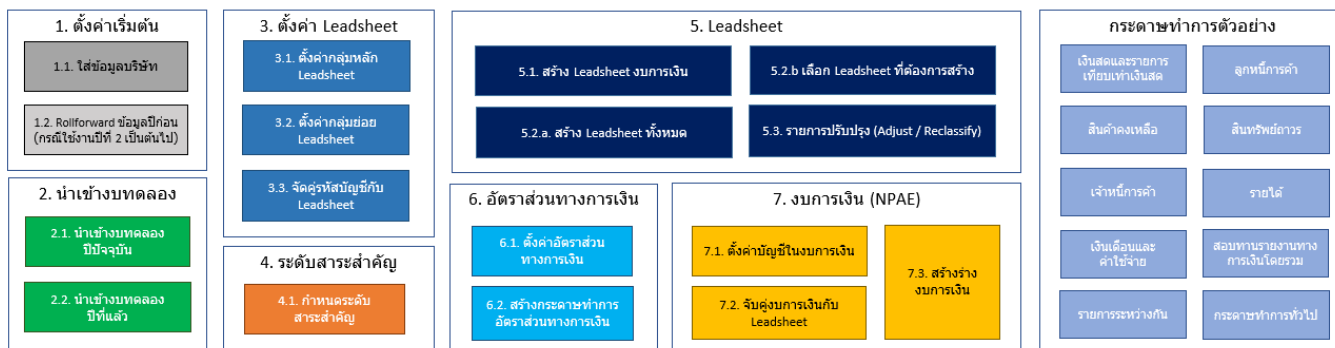 1. ตั้งค่าเริ่มต้น
1.1. ใส่ข้อมูลบริษัท
1.2. Rollforward ข้อมูลปีก่อน
(กรณีใช้งานปีที่ 2 เป็นต้นไป)
2. นำเข้างบทดลอง
2.1. นำเข้างบทดลอง
ปีปัจจุบัน
2.2. นำเข้างบทดลอง
ปีที่แล้ว
3. ตั้งค่า Leadsheet
3.1. ตั้งค่ากลุ่มหลัก
Leadsheet
3.2. ตั้งค่ากลุ่มย่อย
Leadsheet
3.3. จัดคู่รหัสบัญชีกับ
Leadsheet
4. ระดับสาระสำคัญ
4.1. กำหนดระดับ
สาระสำคัญ
5. Leadsheet
5.1. สร้าง Leadsheet งบการเงิน
5.2.b เลือก Leadsheet ที่ต้องการสร้าง
5.2.a. สร้าง Leadsheet ทั้งหมด
5.3. รายการปรับปรุง (Adjust / Reclassify)
6. อัตราส่วนทางการเงิน
6.1. ตั้งค่าอัตราส่วน
ทางการเงิน
6.2. สร้างกระดาษทำการ
อัตราส่วนทางการเงิน
7. งบการเงิน (NPAE)
7.1. ตั้งค่าบัญชีในงบการเงิน
7.2. จับคู่งบการเงินกับ
Leadsheet
7.3. สร้างร่าง
งบการเงิน
กระดาษทำการตัวอย่าง
เงินสดและรายการ
เทียบเท่าเงินสด
ลูกหนี้การค้า
สินค้าคงเหลือ
สินทรัพย์ถาวร
เจ้าหนี้การค้า
รายได้
เงินเดือนและ
ค่าใช้จ่าย
สอบทานรายงานทาง
การเงินโดยรวม
รายการระหว่างกัน
กระดาษทำการทั่วไป